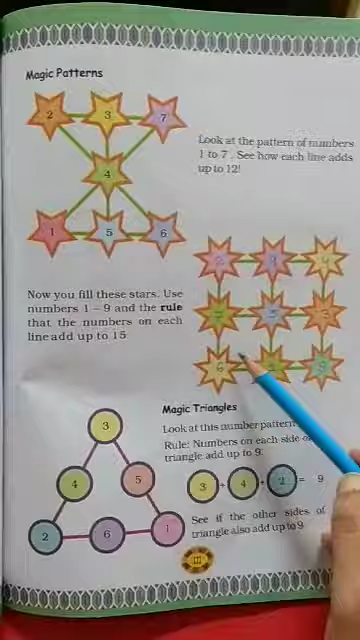 Magic Patterns
2 3 7
Look at the pattern of numbers
1 to 7 . See how each line adds
up to 12!
4
1 5 6
Now you fill these stars. Use
numbers 1 – 9 and the rule
that the numbers on each
line add up to 15
6
Magic Triangles
Look at this number pattern
Rule: Numbers on each side
triangle add up to 9.
3
4 5
2 6 1
3 + 4 + 2 = 9
See if the other sides of
triangle also add up to 9